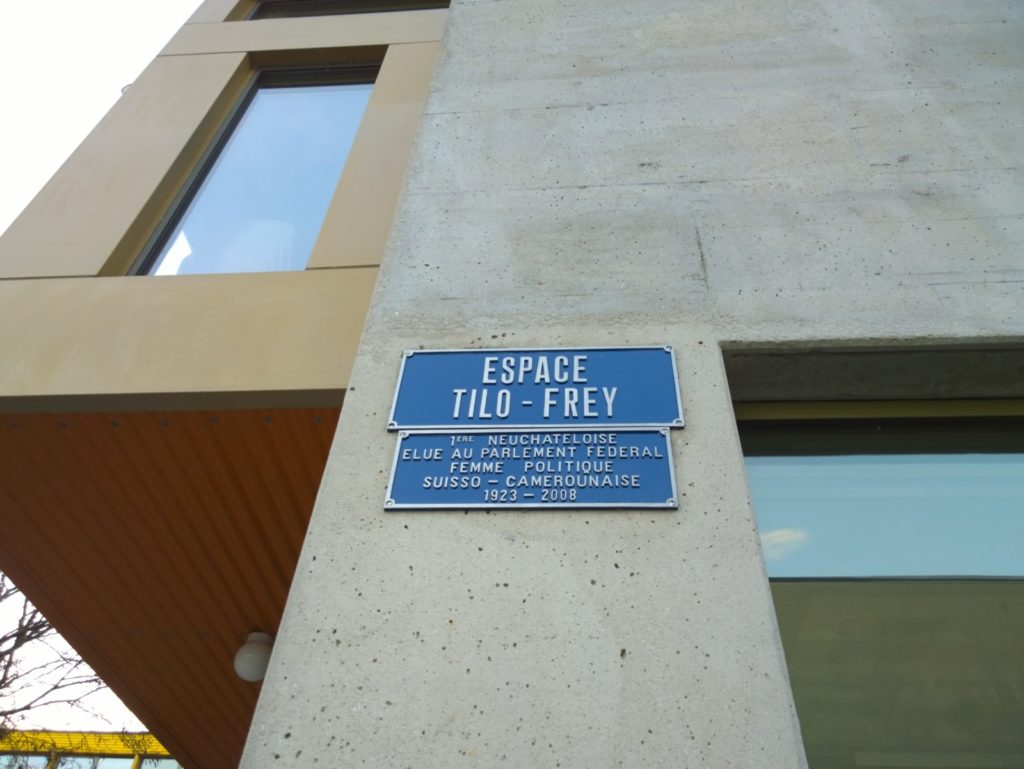 ESPACE
TILO - FREY
1ERE NEUCHATELOISE
ELUE AU PARLEMENT FEDERAL
FEMME POLITIQUE
SUISSO - CAMEROUNAISE
1923 - 2008